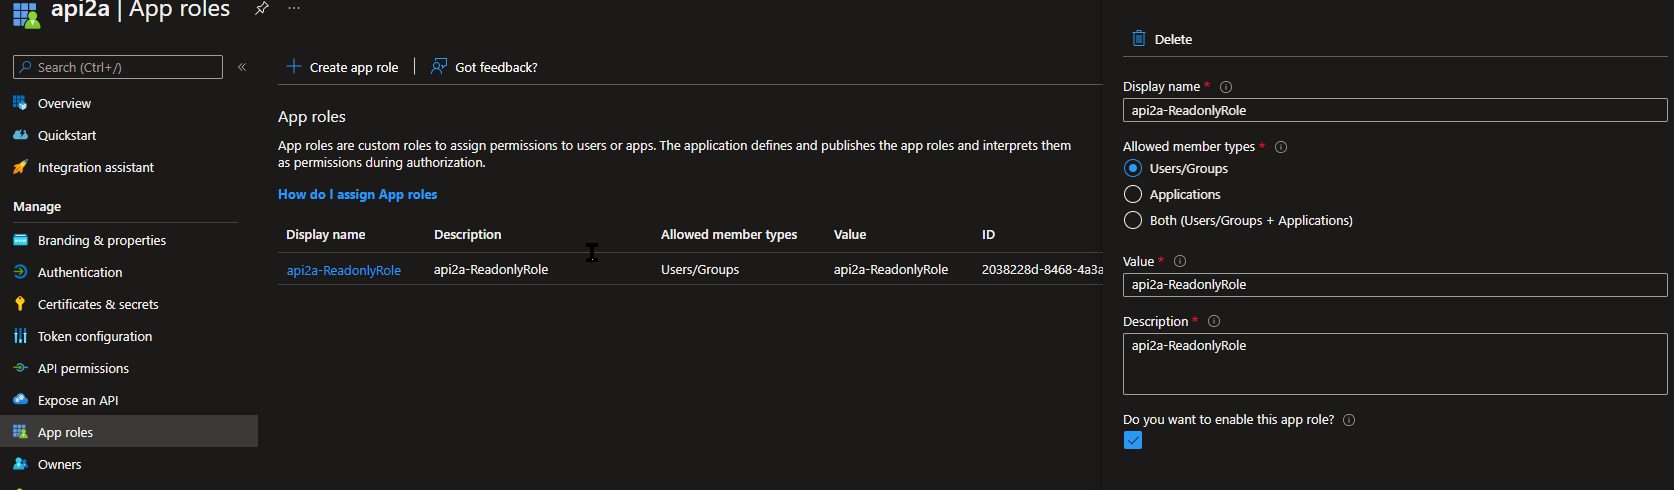 api2a | App roles
Search (Ctrl+/)
Overview
Quickstart
Integration assistant
Manage
Branding & properties
Authentication
Certificates & secrets
Token configuration
API permissions
Expose an API
App roles
Owners
Create app role
Got feedback?
App roles
App roles are custom roles to assign permissions to users or apps. The application defines and publishes the app roles and interprets them
as permissions during authorization.
How do I assign App roles
Display name Description Allowed member types Value ID
api2a-ReadonlyRole api2a-ReadonlyRole Users/Groups api2a-ReadonlyRole 2038228d-8468-4a3a
Delete
Display name *
api2a-ReadonlyRole
Allowed member types *
Users/Groups
Applications
Both (Users/Groups + Applications)
Value *
api2a-ReadonlyRole
Description *
api2a-ReadonlyRole
Do you want to enable this app role?